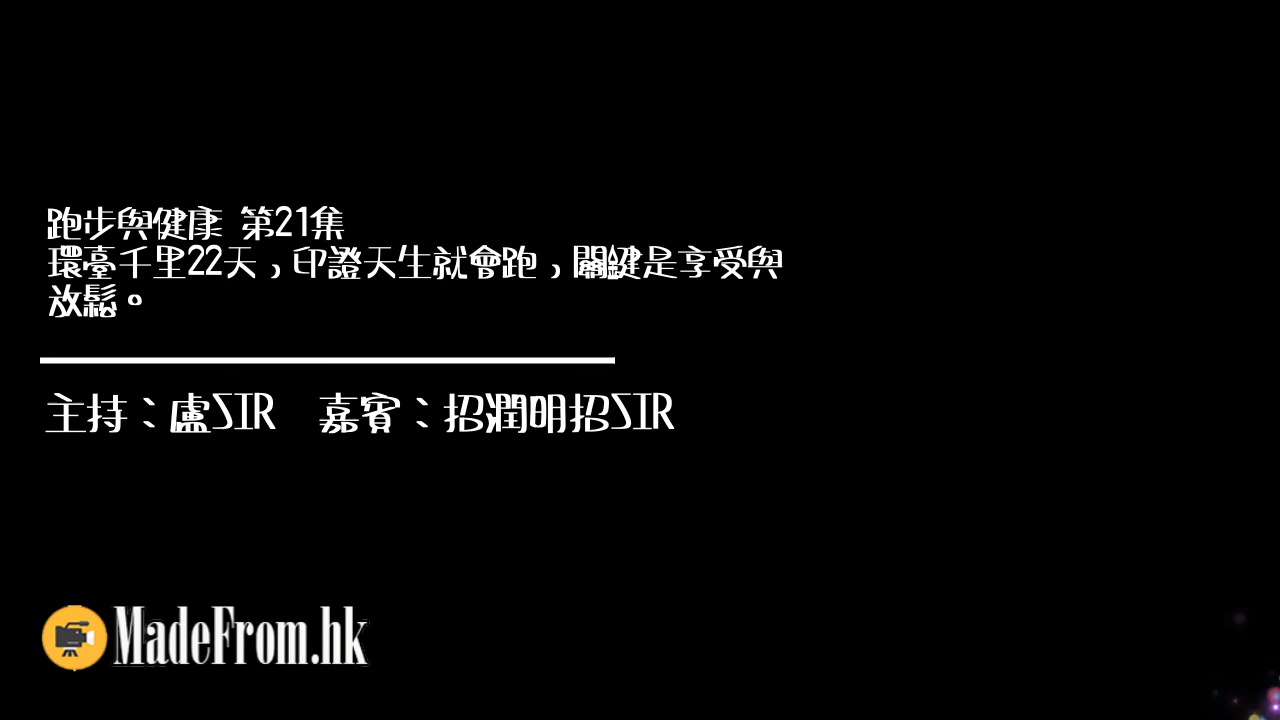 跑步與健康 第21集
環臺千里22天，印證天生就會跑，關鍵是享受與
放鬆。
主持：盧SIR 嘉賓：招潤明招SIR
MadeFrom.hk